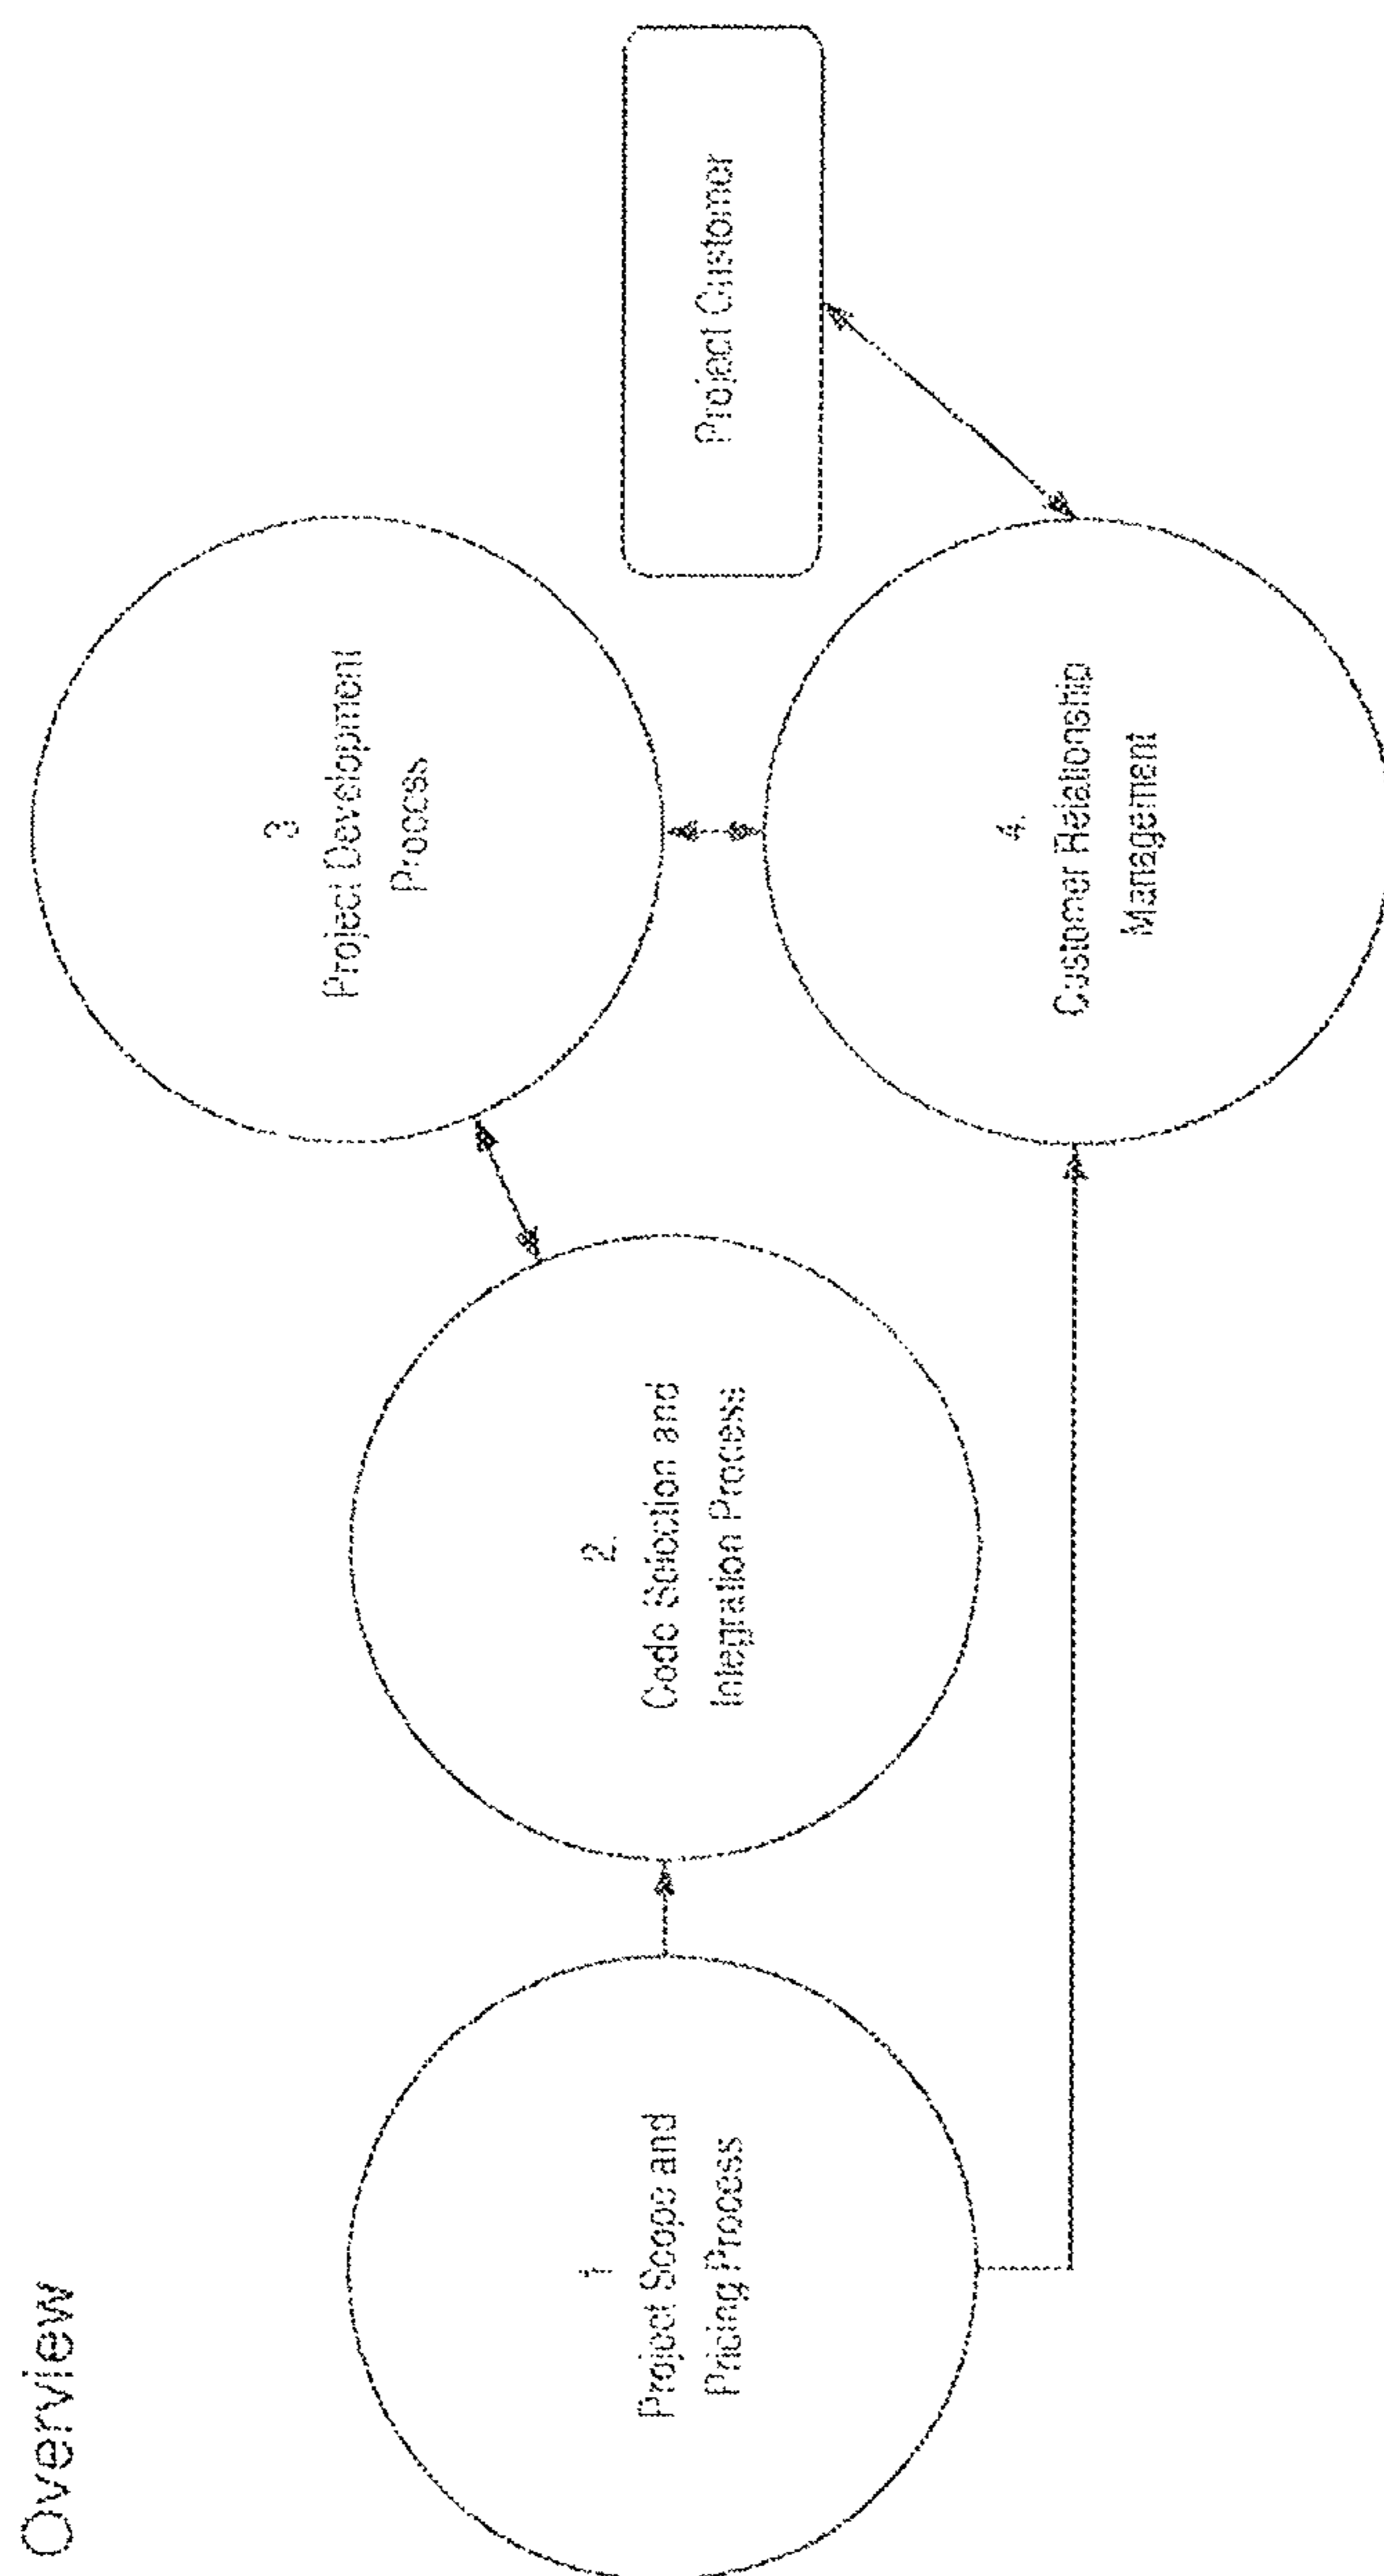 Overview
1
Project Scope and
Pricing Process
2.
Code Selection and
Integration Process
3
Project Development
Process
4.
Customer Relationship
Management
Project Customer